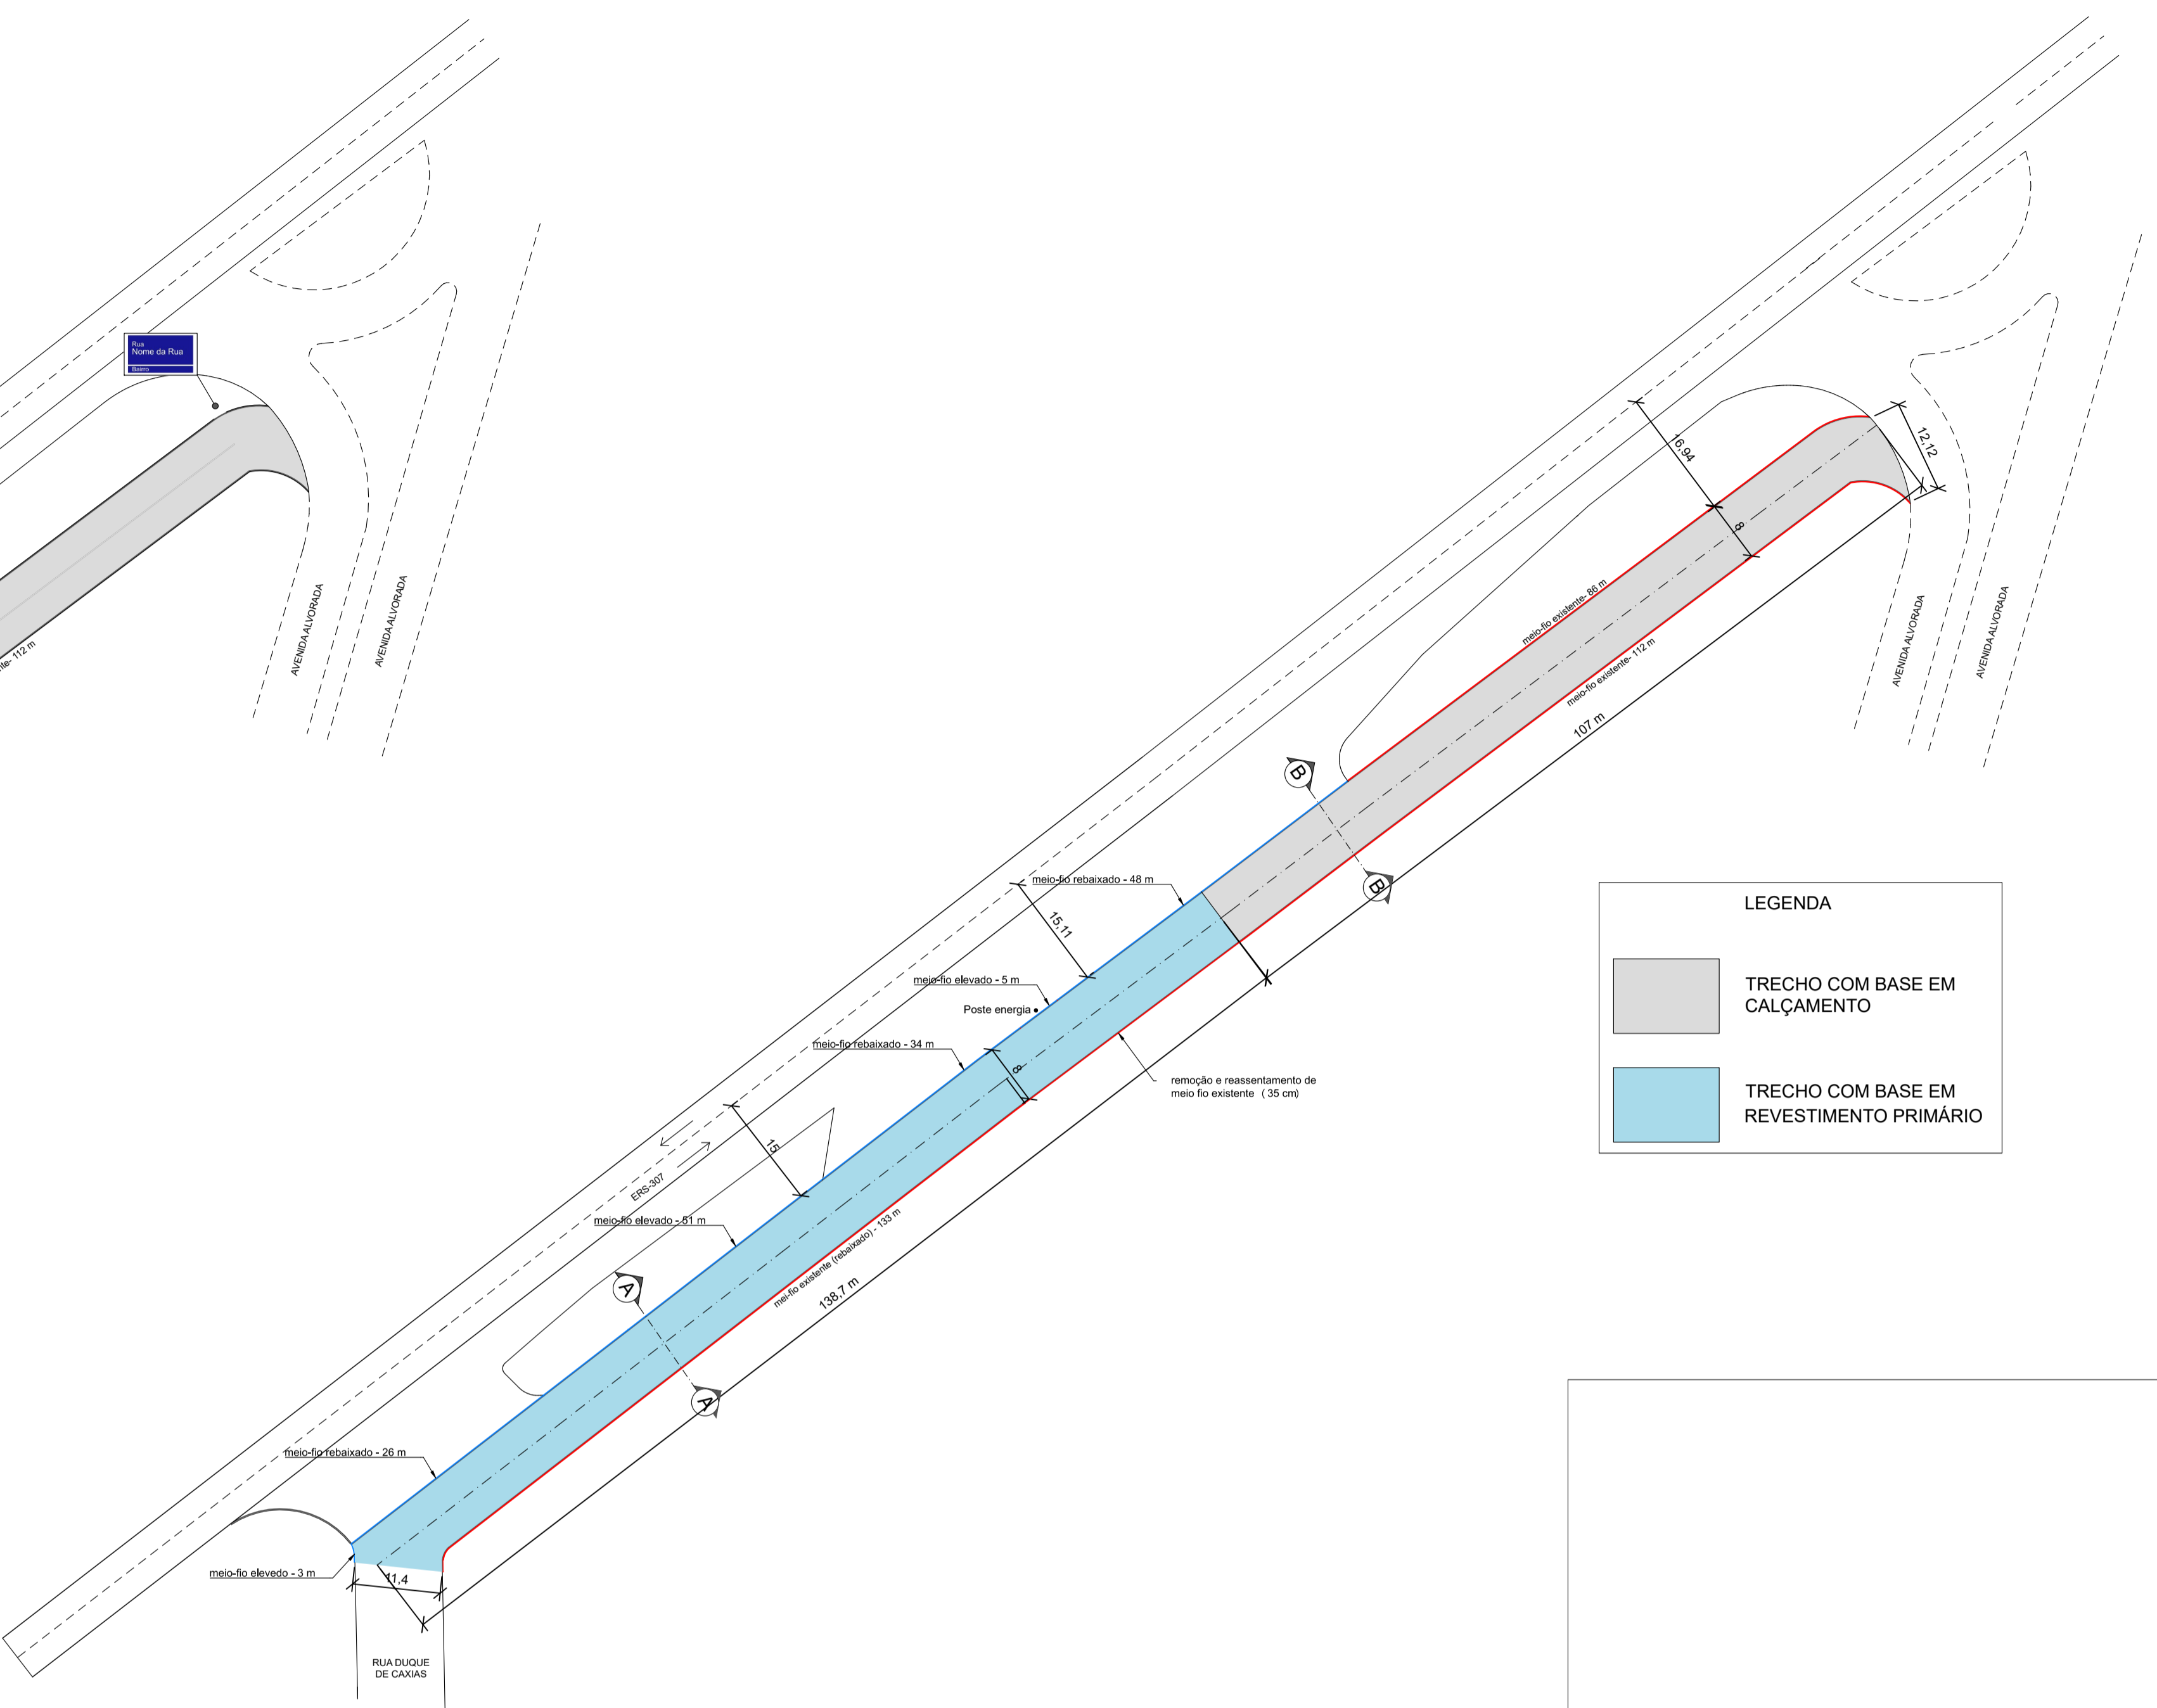 Rua
Nome da Rua
Bairro
AVENIDA ALVORADA
AVENIDA ALVORADA
nte- 112 m
16,94
12,12
8
meio-fio existente- 86 m
meio-fio existente- 112 m
107 m
AVENIDA ALVORADA
AVENIDA ALVORADA
B
B
meio-fio rebaixado - 48 m
15,11
meio-fio elevado - 5 m
Poste energia
meio-fio rebaixado - 34 m
8
remoção e reassentamento de
meio fio existente ( 35 cm)
15
ERS-307
meio-fio elevado - 51 m
mei-fio existente (rebaixado) - 133 m
138,7 m
A
A
meio-fio rebaixado - 26 m
meio-fio elevedo - 3 m
11,4
RUA DUQUE
DE CAXIAS
LEGENDA
TRECHO COM BASE EM
CALÇAMENTO
TRECHO COM BASE EM
REVESTIMENTO PRIMÁRIO